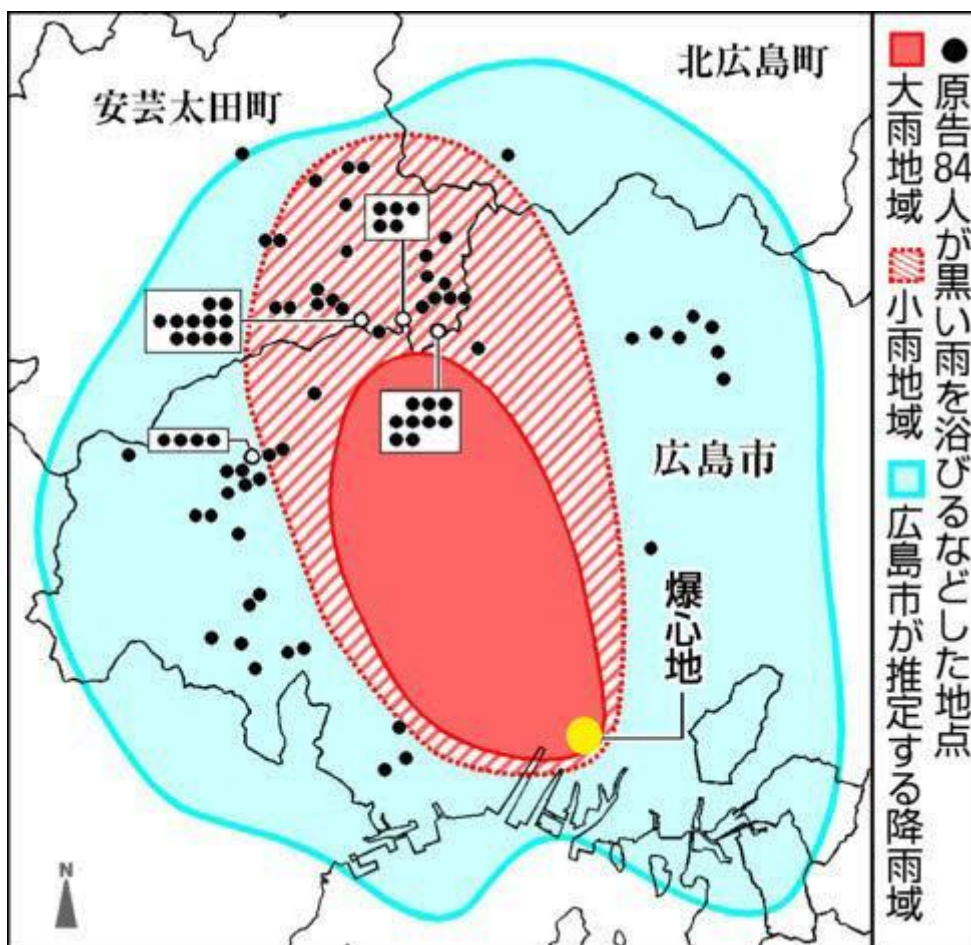 安芸太田町
北広島町
広島市
爆心地
N
●原告84人が黒い雨を浴びるなどした地点
大雨地域 小雨地域 広島市が推定する降雨域